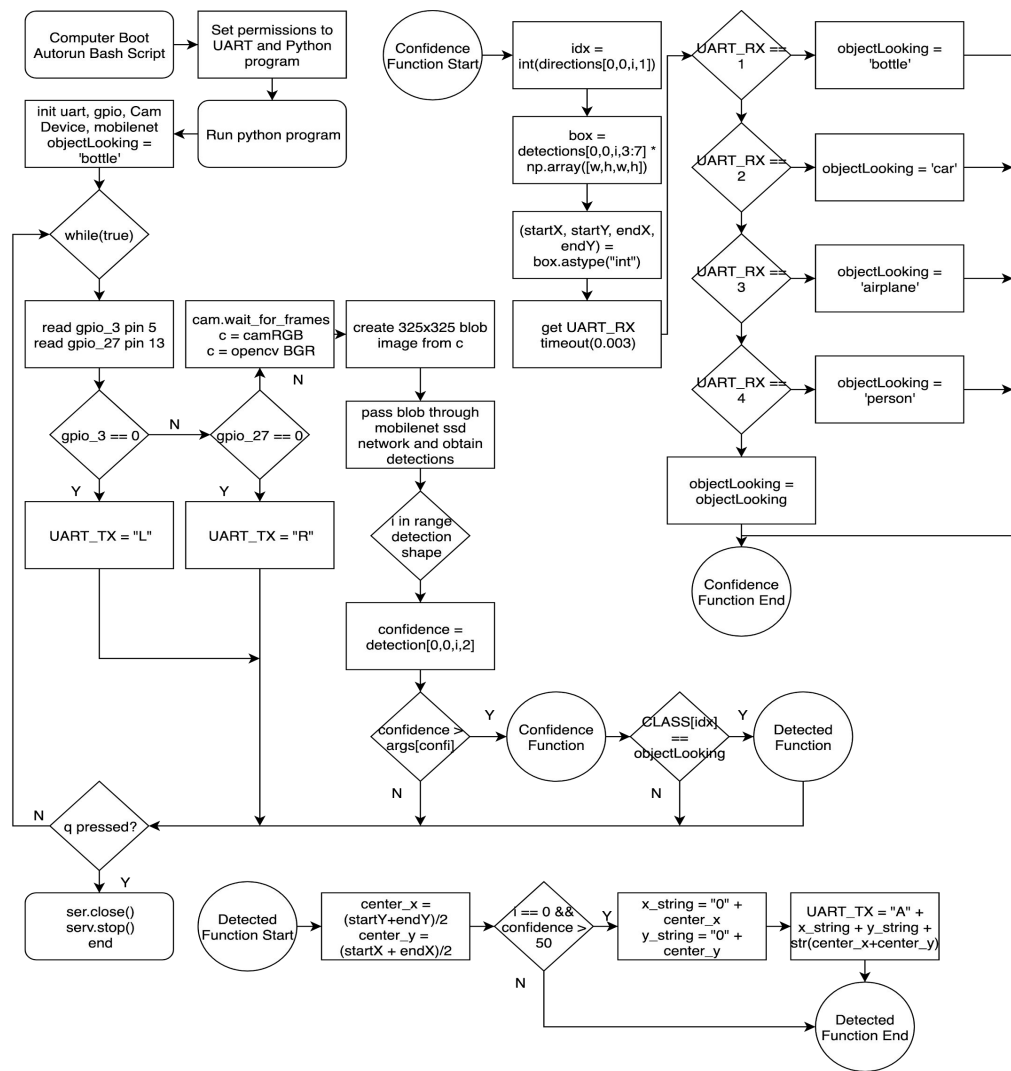 Computer Boot
Autorun Bash Script
Set permissions to
UART and Python
program
Run python program
init uart, gpio, Cam
Device, mobilenet
objectLooking =
'bottle'
while(true)
read gpio_3 pin 5
read gpio_27 pin 13
gpio_3 == 0
N
Y
UART_TX = "L"
gpio_27 == 0
N
Y
UART_TX = "R"
cam.wait_for_frames
c = camRGB
c = opencv BGR
create 325x325 blob
image from c
pass blob through
mobilenet ssd
network and obtain
detections
i in range
detection
shape
confidence =
detection[0,0,i,2]
confidence >
args[confi]
Y
N
Confidence
Function
CLASS[idx]
==
objectLooking
Y
N
Detected
Function
q pressed?
N
Y
ser.close()
serv.stop()
end
Confidence
Function Start
idx =
int(directions[0,0,i,1])
box =
detections[0,0,i,3:7] *
np.array([w,h,w,h])
(startX, startY, endX,
endY) =
box.astype("int")
get UART_RX
timeout(0.003)
UART_RX ==
1
objectLooking =
'bottle'
UART_RX ==
2
objectLooking = 'car'
UART_RX ==
3
objectLooking =
'airplane'
UART_RX ==
4
objectLooking =
'person'
objectLooking =
objectLooking
Confidence
Function End
Detected
Function Start
center_x =
(startY+endY)/2
center_y =
(startX + endX)/2
i == 0 &&
confidence >
50
Y
N
x_string = "0" +
center_x
y_string = "0" +
center_y
UART_TX = "A" +
x_string + y_string +
str(center_x+center_y)
Detected
Function End